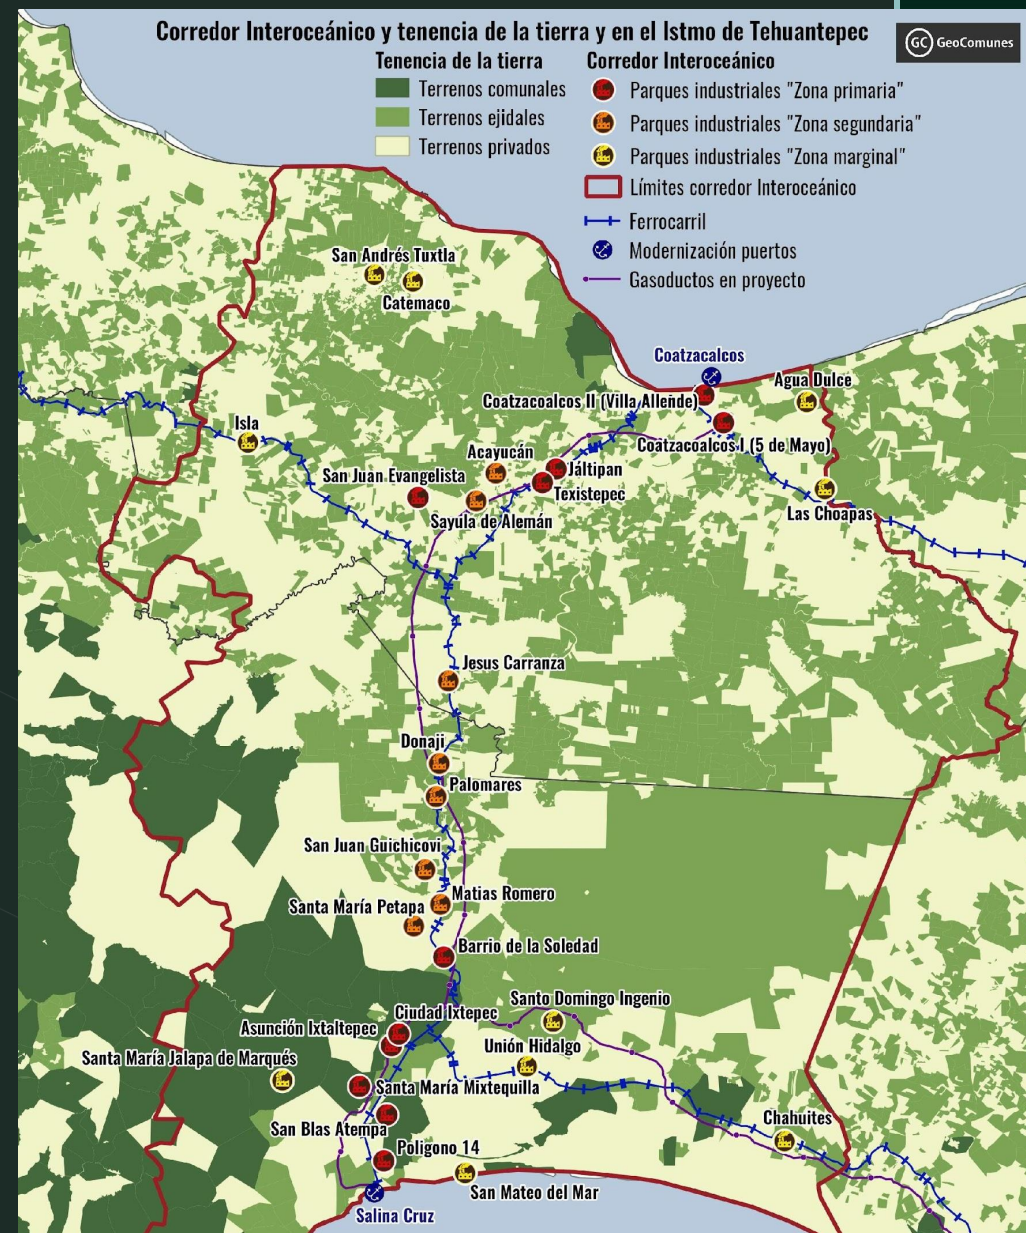 Corredor Interoceánico y tenencia de la tierra y en el Istmo de Tehuantepec
GC GeoComunes
Tenencia de la tierra
Terrenos comunales
Terrenos ejidales
Terrenos privados
Corredor Interoceánico
Parques industriales "Zona primaria"
Parques industriales "Zona segundaria"
Parques industriales "Zona marginal"
Límites corredor Interoceánico
Ferrocarril
Modernización puertos
Gasoductos en proyecto
San Andrés Tuxtla
Catemaco
Coatzacalcos
Agua Dulce
Coatzacoalcos II (Villa Allende)
Isla
Coatzacoalcos I (5 de Mayo)
Acayucán
Jáltipan
San Juan Evangelista
Texistepec
Las Choapas
Sayula de Alemán
Jesus Carranza
Donaji
Palomares
San Juan Guichicovi
Matias Romero
Santa María Petapa
Barrio de la Soledad
Santo Domingo Ingenio
Ciudad Ixtepec
Asunción Ixtaltepec
Unión Hidalgo
Santa María Jalapa de Marqués
Santa María Mixtequilla
Chahuites
San Blas Atempa
Poligono 14
San Mateo del Mar
Salina Cruz